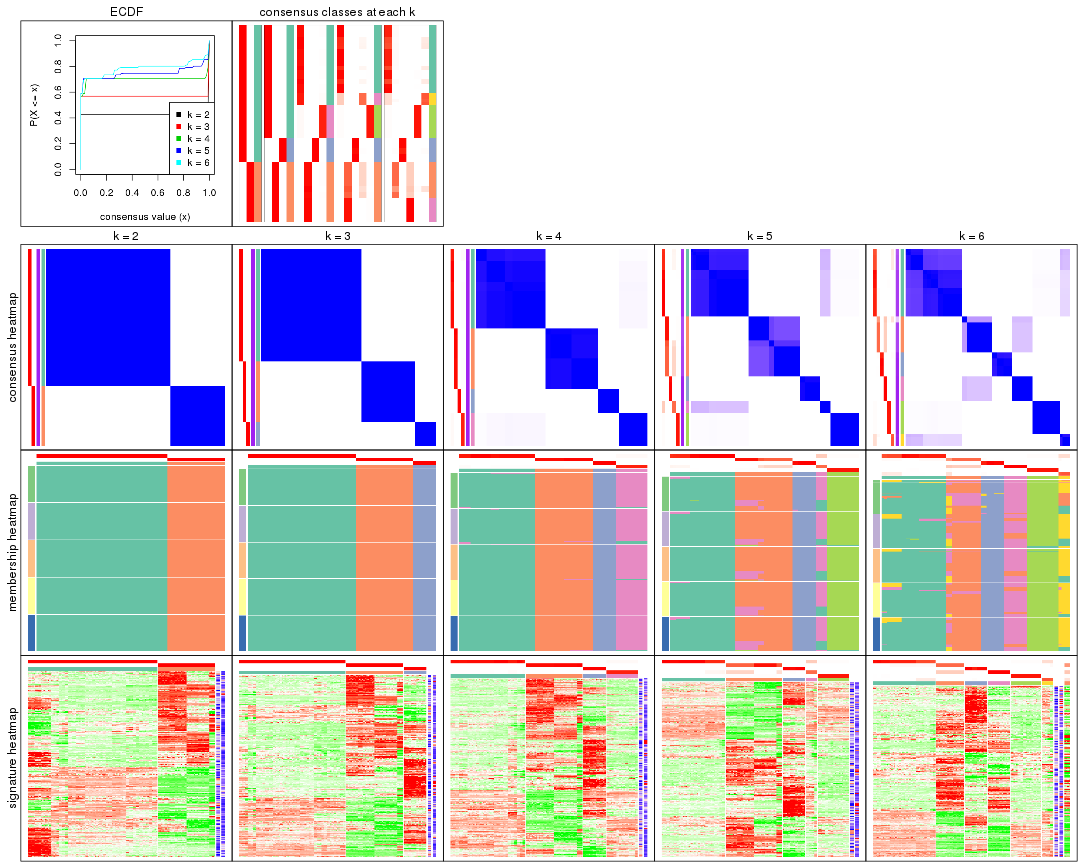 ECDF
consensus classes at each k
P(X <= x)
0.0 0.2 0.4 0.6 0.8 1.0
k = 2
k = 3
k = 4
k = 5
k = 6
0.0 0.2 0.4 0.6 0.8 1.0
consensus value (x)
k = 2
k = 3
k = 4
k = 5
k = 6
consensus heatmap
membership heatmap
signature heatmap